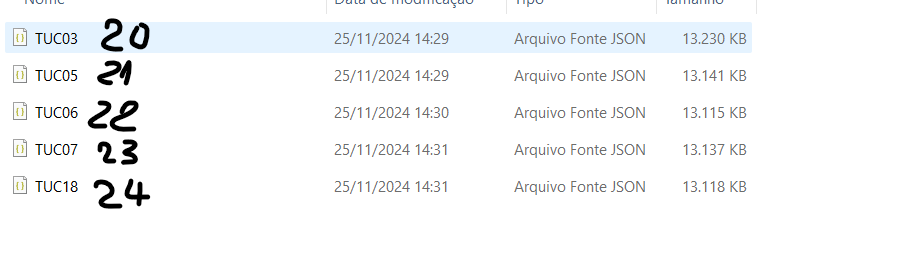 Nome Data de modificação Tipo Tamanho
TUC03 20 25/11/2024 14:29 Arquivo Fonte JSON 13.230 KB
TUC05 21 25/11/2024 14:29 Arquivo Fonte JSON 13.141 KB
TUC06 22 25/11/2024 14:30 Arquivo Fonte JSON 13.115 KB
TUC07 23 25/11/2024 14:31 Arquivo Fonte JSON 13.137 KB
TUC18 24 25/11/2024 14:31 Arquivo Fonte JSON 13.118 KB